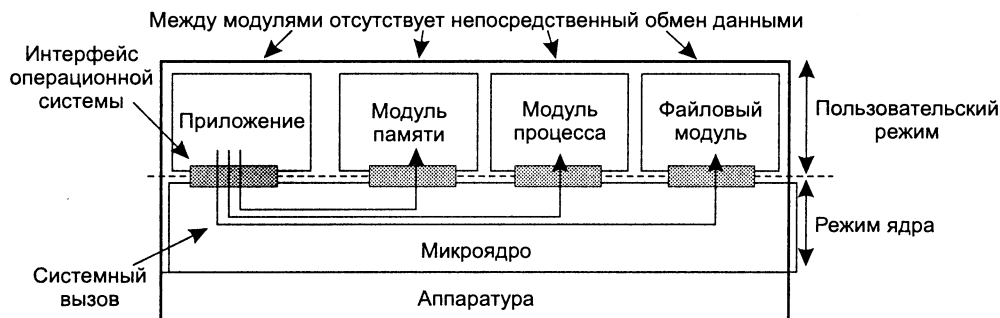 Между модулями отсутствует непосредственный обмен данными
Интерфейс
операционной
системы
Приложение
Модуль
памяти
Модуль
процесса
Файловый
модуль
Пользовательский
режим
Режим ядра
Микроядро
Системный
вызов
Аппаратура